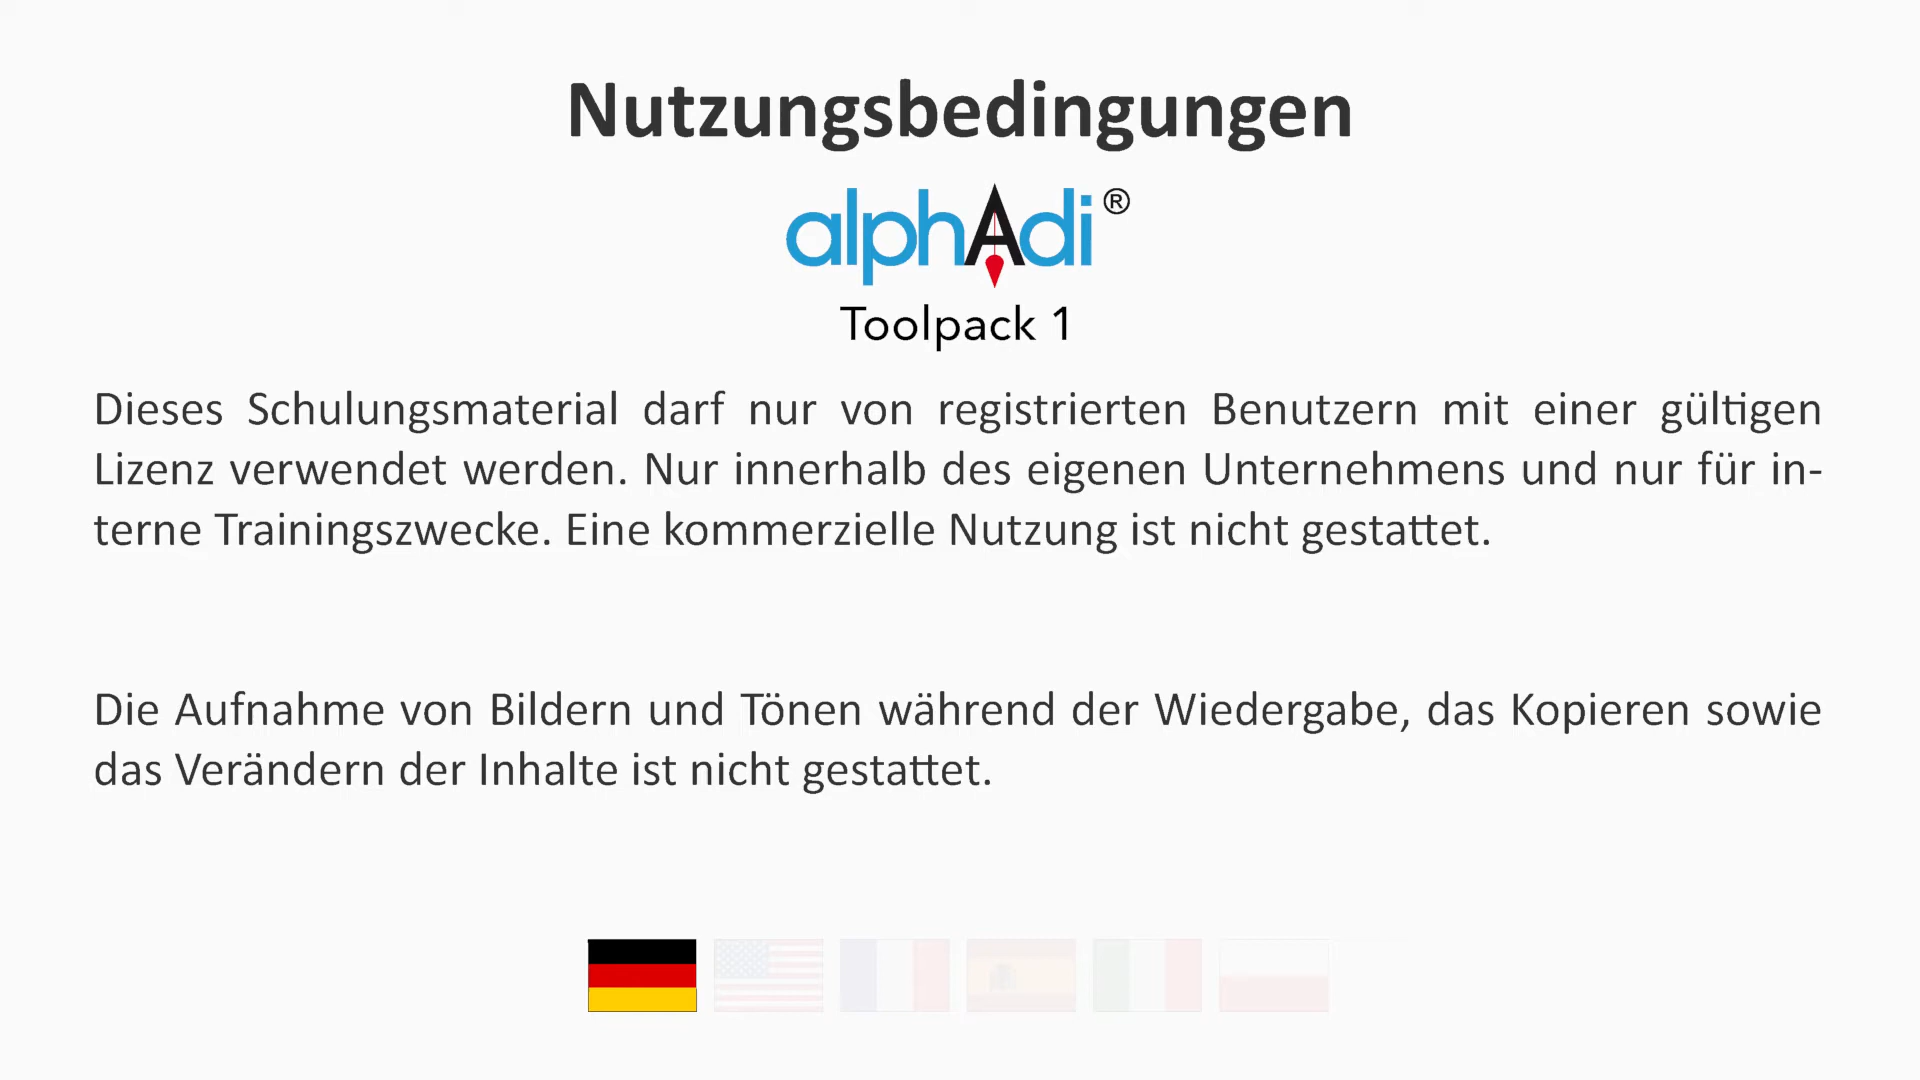 Nutzungsbedingungen
alphAdi®
Toolpack 1
Dieses Schulungsmaterial darf nur von registrierten Benutzern mit einer gültigen
Lizenz verwendet werden. Nur innerhalb des eigenen Unternehmens und nur für in-
terne Trainingszwecke. Eine kommerzielle Nutzung ist nicht gestattet.
Die Aufnahme von Bildern und Tönen während der Wiedergabe, das Kopieren sowie
das Verändern der Inhalte ist nicht gestattet.